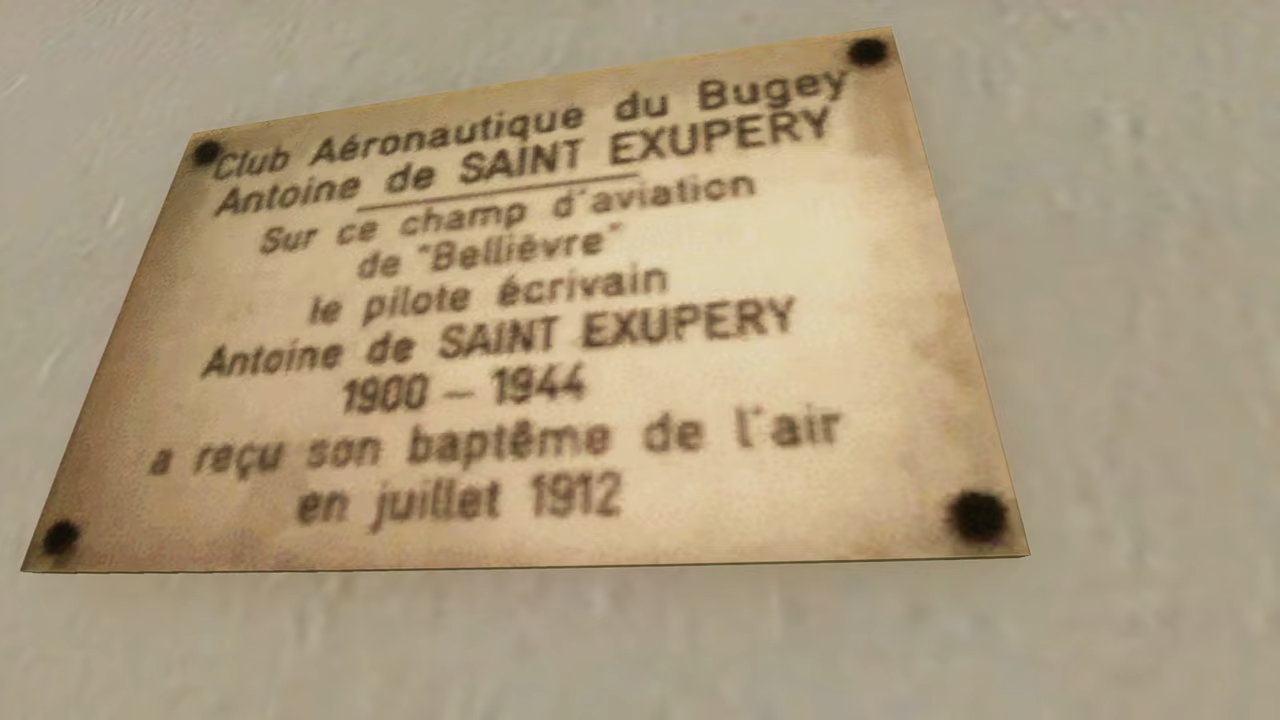 Club Aéronautique du Bugey
Antoine de SAINT EXUPERY
Sur ce champ d'aviation
de "Bellièvre"
le pilote écrivain
Antoine de SAINT EXUPERY
1900 – 1944
a reçu son baptême de l'air
en juillet 1912